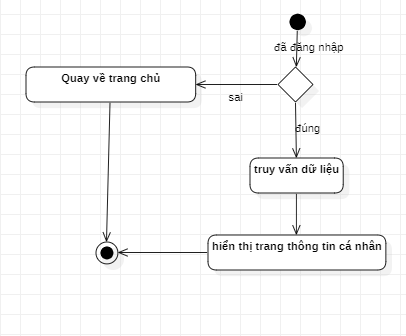 đã đăng nhập
Quay về trang chủ
sai
đúng
truy vấn dữ liệu
hiển thị trang thông tin cá nhân